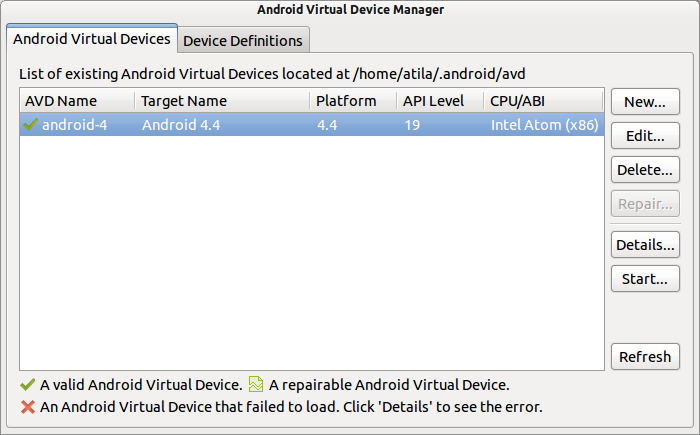 Android Virtual Device Manager
Android Virtual Devices Device Definitions
List of existing Android Virtual Devices located at /home/atila/.android/avd
AVD Name Target Name Platform API Level CPU/ABI
android-4 Android 4.4 4.4 19 Intel Atom (x86)
New...
Edit...
Delete...
Repair...
Details...
Start...
Refresh
A valid Android Virtual Device. A repairable Android Virtual Device.
An Android Virtual Device that failed to load. Click 'Details' to see the error.